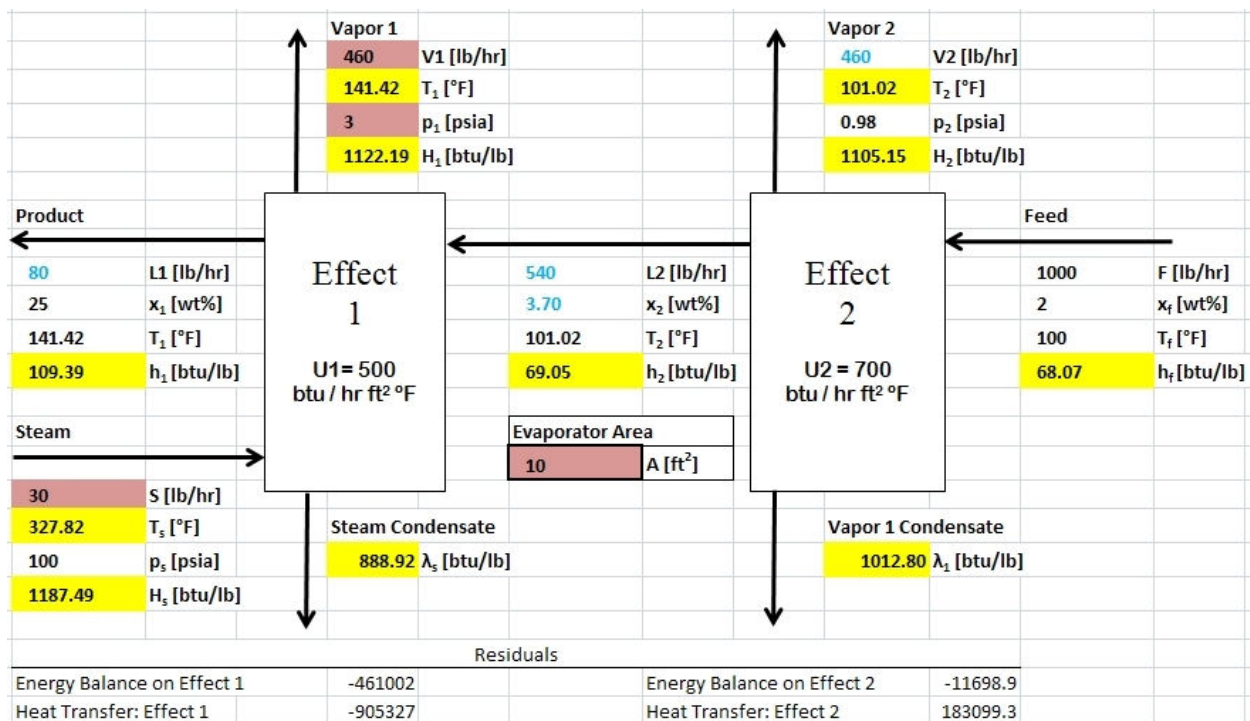 Vapor 1 Vapor 2
460 V1 [lb/hr] 460 V2 [lb/hr]
141.42 T₁ [°F] 101.02 T₂ [°F]
3 p₁ [psia] 0.98 p₂ [psia]
1122.19 H₁ [btu/lb] 1105.15 H₂ [btu/lb]
Product Feed
80 L1 [lb/hr] 540 L2 [lb/hr] 1000 F [lb/hr]
25 x₁ [wt%] 3.70 x₂ [wt%] 2 x_f [wt%]
141.42 T₁ [°F] 101.02 T₂ [°F] 100 T_f [°F]
109.39 h₁ [btu/lb] 69.05 h₂ [btu/lb] 68.07 h_f [btu/lb]
Effect
1
U1= 500
btu / hr ft² ºF
Effect
2
U2 = 700
btu / hr ft² ºF
Steam Evaporator Area
10 A [ft²]
30 S [lb/hr]
327.82 Tₛ [°F] Steam Condensate Vapor 1 Condensate
100 pₛ [psia] 888.92 λₛ [btu/lb] 1012.80 λ₁ [btu/lb]
1187.49 Hₛ [btu/lb]
Residuals
Energy Balance on Effect 1 -461002 Energy Balance on Effect 2 -11698.9
Heat Transfer: Effect 1 -905327 Heat Transfer: Effect 2 183099.3